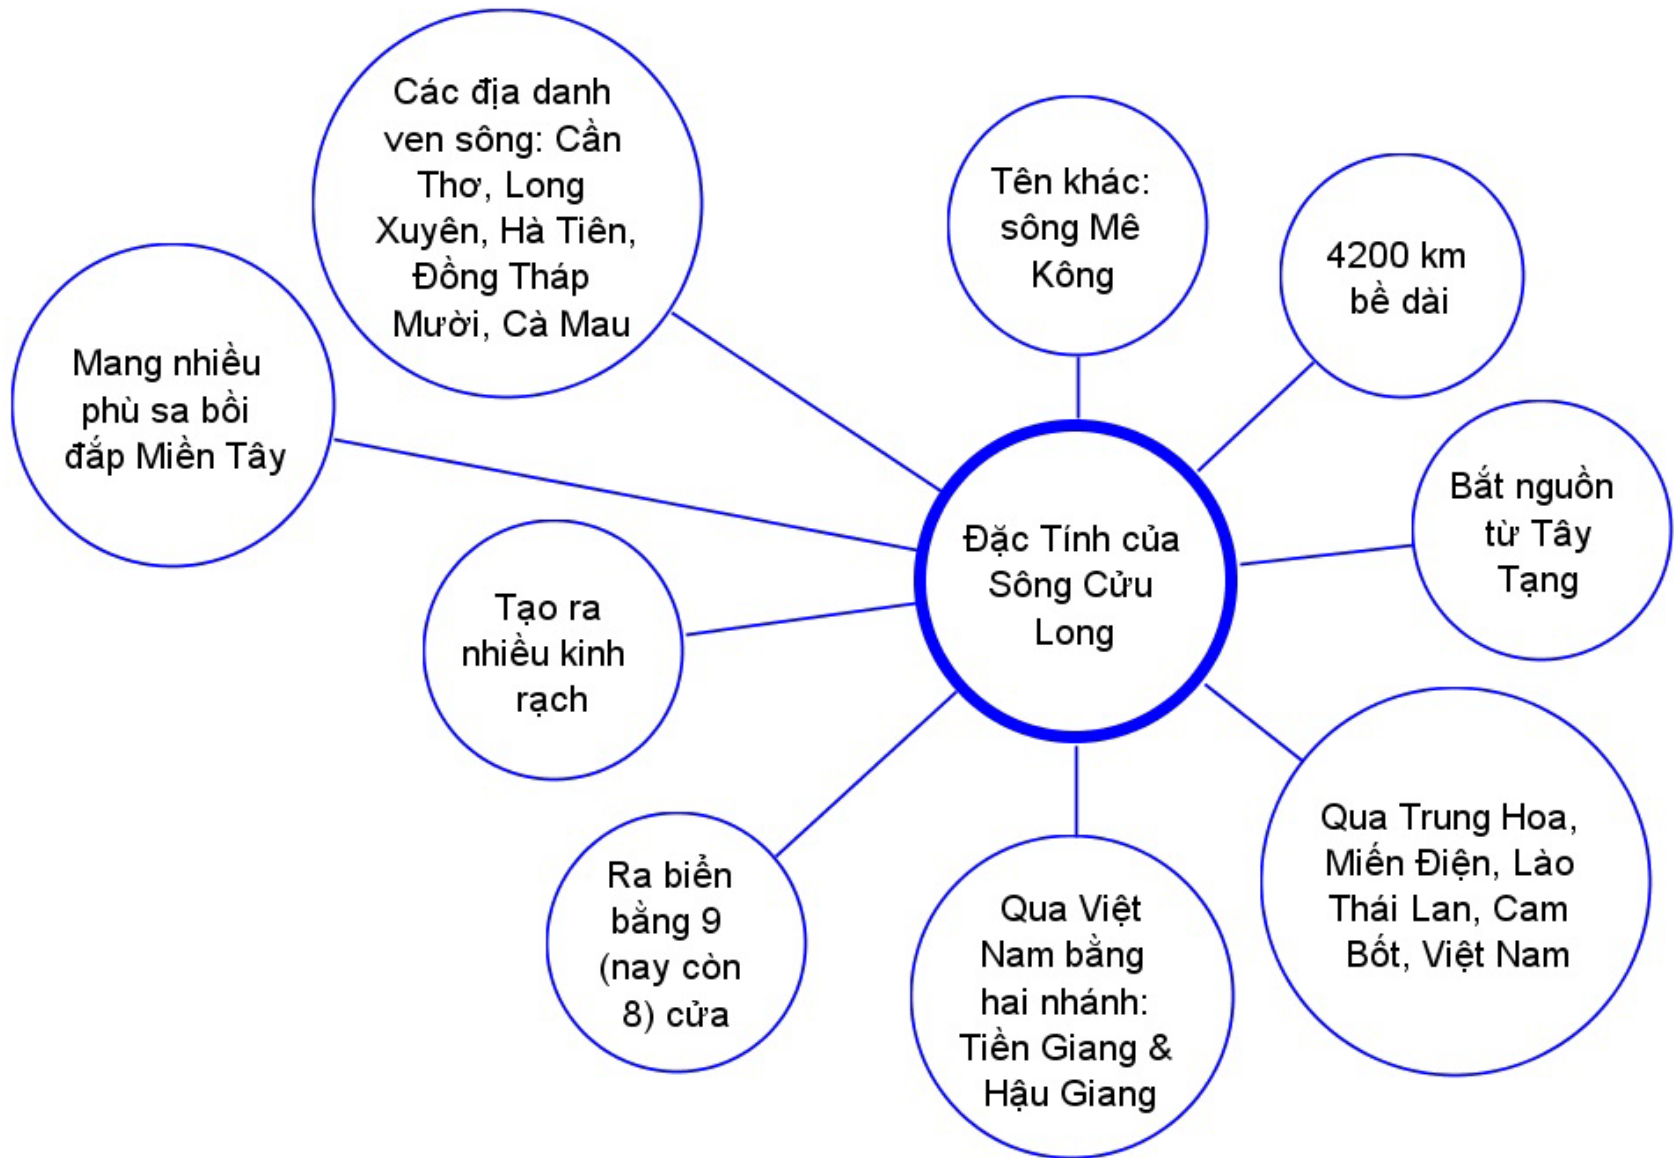 Đặc Tính của
Sông Cửu
Long
Tên khác:
sông Mê
Kông
4200 km
bề dài
Bắt nguồn
từ Tây
Tạng
Qua Trung Hoa,
Miến Điện, Lào
Thái Lan, Cam
Bốt, Việt Nam
Qua Việt
Nam bằng
hai nhánh:
Tiền Giang &
Hậu Giang
Ra biển
bằng 9
(nay còn
8) cửa
Tạo ra
nhiều kinh
rạch
Mang nhiều
phù sa bồi
đắp Miền Tây
Các địa danh
ven sông: Cần
Thơ, Long
Xuyên, Hà Tiên,
Đồng Tháp
Mười, Cà Mau